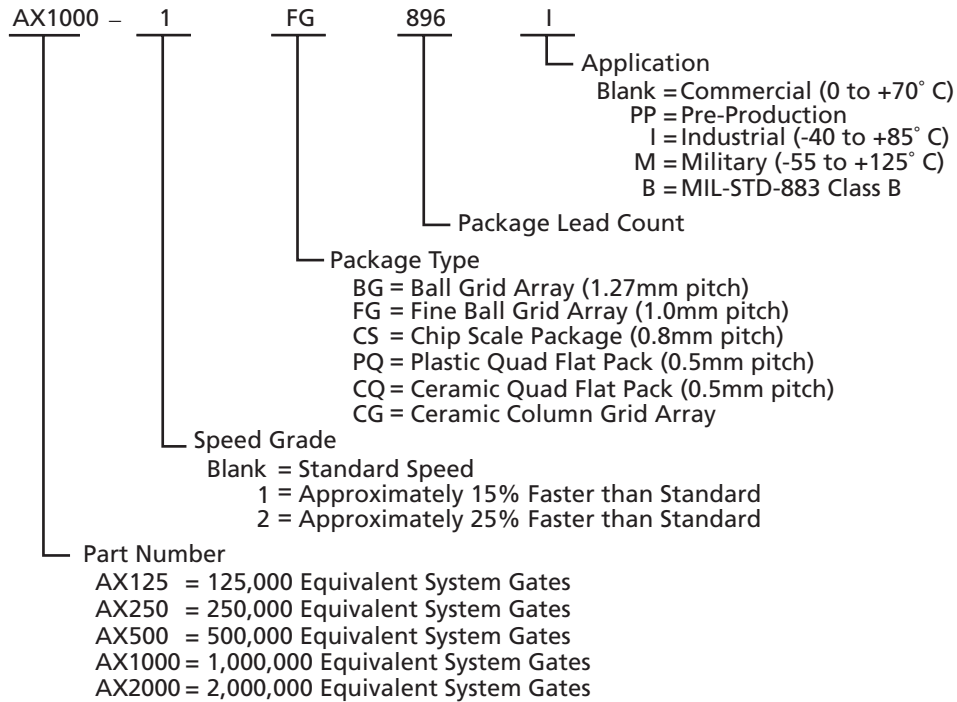 AX1000 – 1 FG 896 I
Application
Blank = Commercial (0 to +70° C)
PP = Pre-Production
I = Industrial (-40 to +85° C)
M = Military (-55 to +125° C)
B = MIL-STD-883 Class B
Package Lead Count
Package Type
BG = Ball Grid Array (1.27mm pitch)
FG = Fine Ball Grid Array (1.0mm pitch)
CS = Chip Scale Package (0.8mm pitch)
PQ = Plastic Quad Flat Pack (0.5mm pitch)
CQ = Ceramic Quad Flat Pack (0.5mm pitch)
CG = Ceramic Column Grid Array
Speed Grade
Blank = Standard Speed
1 = Approximately 15% Faster than Standard
2 = Approximately 25% Faster than Standard
Part Number
AX125 = 125,000 Equivalent System Gates
AX250 = 250,000 Equivalent System Gates
AX500 = 500,000 Equivalent System Gates
AX1000 = 1,000,000 Equivalent System Gates
AX2000 = 2,000,000 Equivalent System Gates